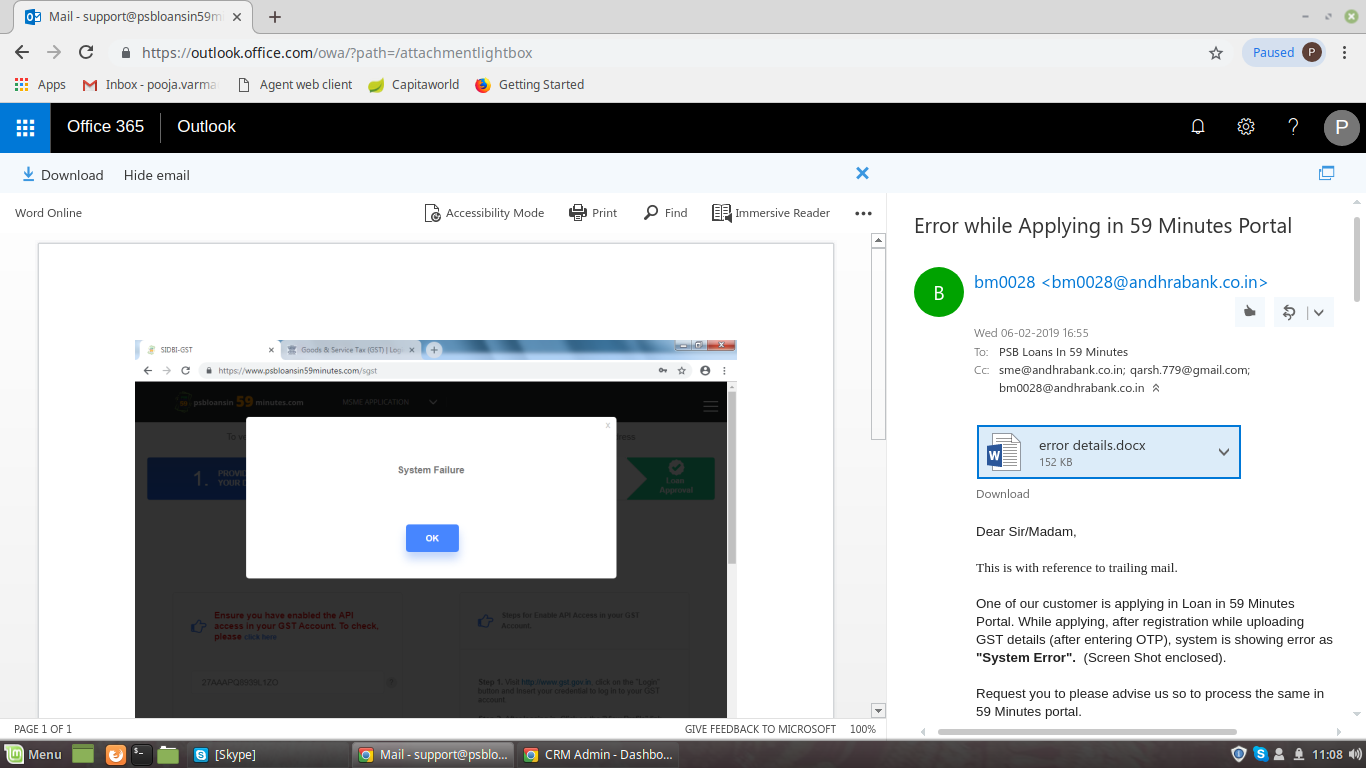 Mail - support@psbloansin59m
https://outlook.office.com/owa/?path=/attachmentlightbox
Paused
P
Apps
Inbox - pooja.varma
Agent web client
Capitaworld
Getting Started
Office 365
Outlook
?
P
Download
Hide email
Word Online
Accessibility Mode
Print
Find
Immersive Reader
SIDBI-GST
Goods & Service Tax (GST) | Log
https://www.psbloansin59minutes.com/sgst
psbloansin 59 minutes.com
MSME APPLICATION
To ve
ress
1.
PROVI
YOUR G
Loan
Approval
x
System Failure
OK
Ensure you have enabled the API
access in your GST Account. To check,
please click here
Steps for Enable API Access in your GST
Account.
Step 1. Visit http://www.gst.gov.in, click on the "Login"
button and insert your credential to log in to your GST
account
PAGE 1 OF 1
GIVE FEEDBACK TO MICROSOFT
100%
Error while Applying in 59 Minutes Portal
B
bm0028 <bm0028@andhrabank.co.in>
Wed 06-02-2019 16:55
To: PSB Loans In 59 Minutes
Cc: sme@andhrabank.co.in; qarsh.779@gmail.com;
bm0028@andhrabank.co.in
error details.docx
152 KB
Download
Dear Sir/Madam,
This is with reference to trailing mail.
One of our customer is applying in Loan in 59 Minutes
Portal. While applying, after registration while uploading
GST details (after entering OTP), system is showing error as
"System Error". (Screen Shot enclosed).
Request you to please advise us so to process the same in
59 Minutes portal.
Menu
[Skype]
Mail - support@psblo...
CRM Admin - Dashbo...
11:08